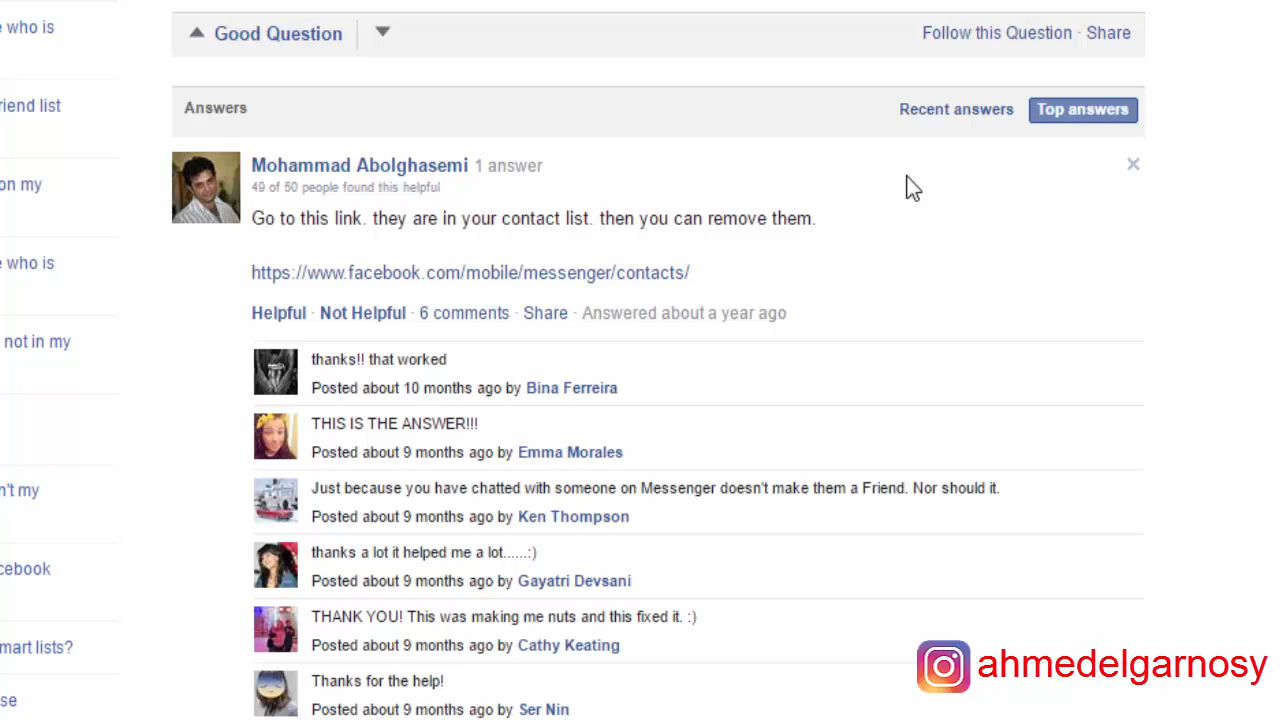 e who is
riend list
on my
e who is
not in my
n't my
cebook
mart lists?
se
Good Question
Follow this Question · Share
Answers
Recent answers
Top answers
Mohammad Abolghasemi 1 answer
49 of 50 people found this helpful
Go to this link. they are in your contact list. then you can remove them.
https://www.facebook.com/mobile/messenger/contacts/
Helpful · Not Helpful · 6 comments · Share · Answered about a year ago
thanks!! that worked
Posted about 10 months ago by Bina Ferreira
THIS IS THE ANSWER!!!
Posted about 9 months ago by Emma Morales
Just because you have chatted with someone on Messenger doesn't make them a Friend. Nor should it.
Posted about 9 months ago by Ken Thompson
thanks a lot it helped me a lot......:)
Posted about 9 months ago by Gayatri Devsani
THANK YOU! This was making me nuts and this fixed it. :)
Posted about 9 months ago by Cathy Keating
Thanks for the help!
Posted about 9 months ago by Ser Nin
ahmedelgarnosy